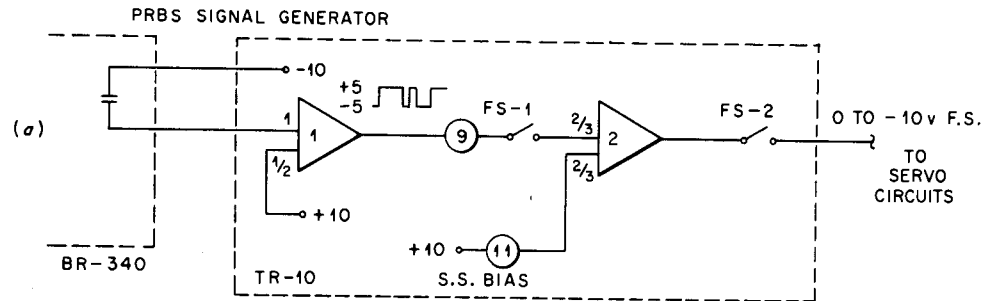 PRBS SIGNAL GENERATOR
-10
+5
-5
FS-1
FS-2
0 TO -10v F.S.
(a)
1
1
9
2/3
2
1/2
2/3
TO
SERVO
CIRCUITS
+10
+10
11
BR-340
TR-10
S.S. BIAS